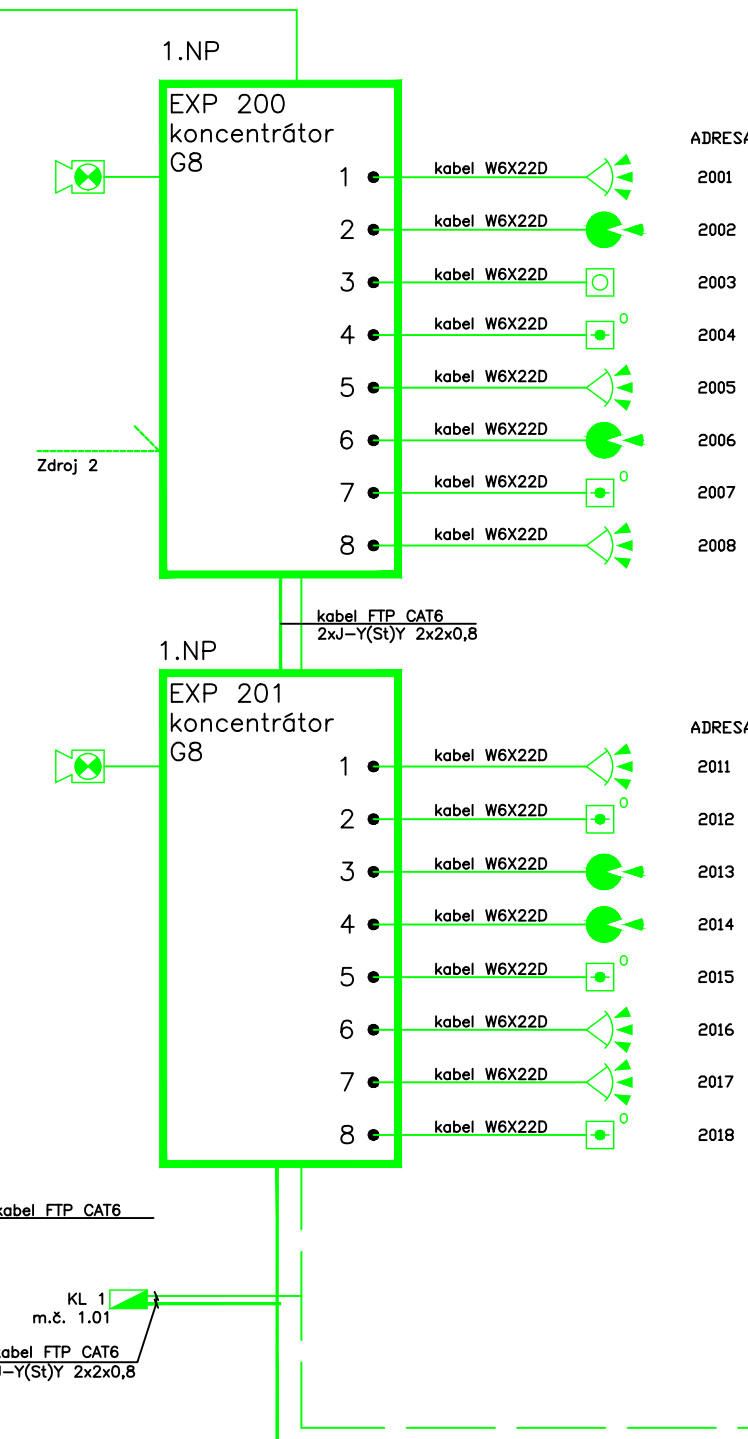 1.NP
EXP 200
koncentrátor
G8
ADRESA
1 kabel W6X22D 2001
2 kabel W6X22D 2002
3 kabel W6X22D 2003
4 kabel W6X22D O 2004
5 kabel W6X22D 2005
6 kabel W6X22D 2006
Zdroj 2
7 kabel W6X22D O 2007
8 kabel W6X22D 2008
kabel FTP CAT6
2xJ-Y(St)Y 2x2x0,8
1.NP
EXP 201
koncentrátor
G8
ADRESA
1 kabel W6X22D 2011
2 kabel W6X22D O 2012
3 kabel W6X22D 2013
4 kabel W6X22D 2014
5 kabel W6X22D O 2015
6 kabel W6X22D 2016
7 kabel W6X22D 2017
8 kabel W6X22D O 2018
kabel FTP CAT6
KL 1
m.č. 1.01
kabel FTP CAT6
J-Y(St)Y 2x2x0,8